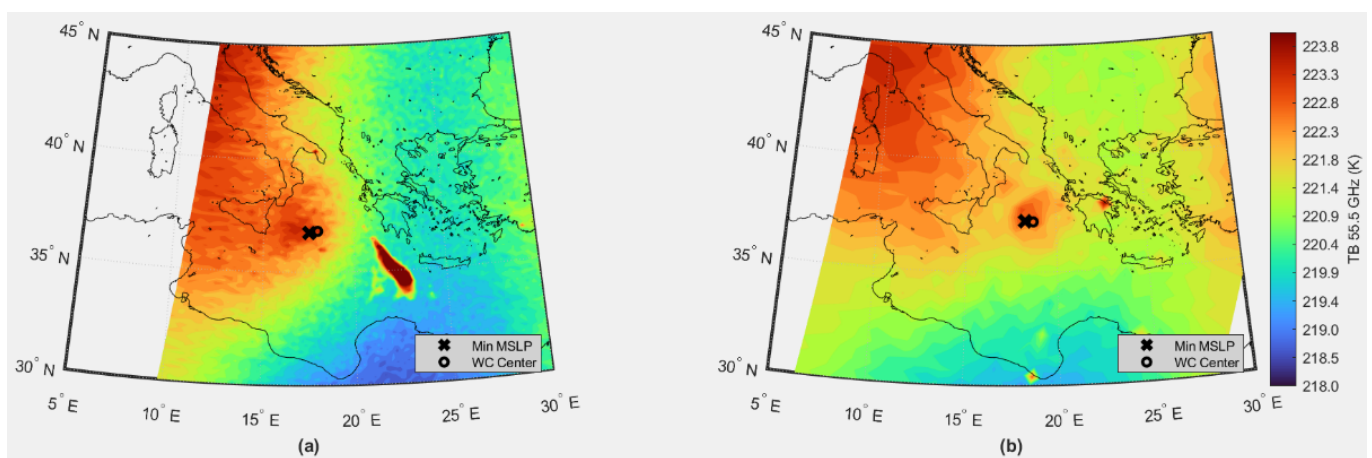 45° N
40° N
35° N
30° N
5° E
10° E
15° E
20° E
25° E
30° E
Min MSLP
WC Center
(a)
45° N
40° N
35° N
30° N
5° E
10° E
15° E
20° E
25° E
30° E
Min MSLP
WC Center
(b)
223.8
223.3
222.8
222.3
221.8
221.4
220.9
220.4
219.9
219.4
219.0
218.5
218.0
TB 55.5 GHz (K)